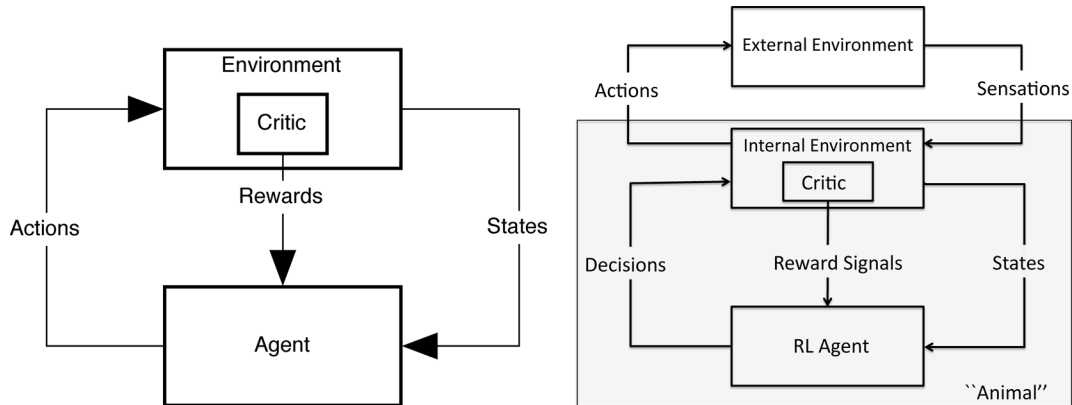 Environment
Critic
Rewards
Actions
States
Agent
External Environment
Actions
Sensations
Internal Environment
Critic
Decisions
Reward Signals
States
RL Agent
``Animal''